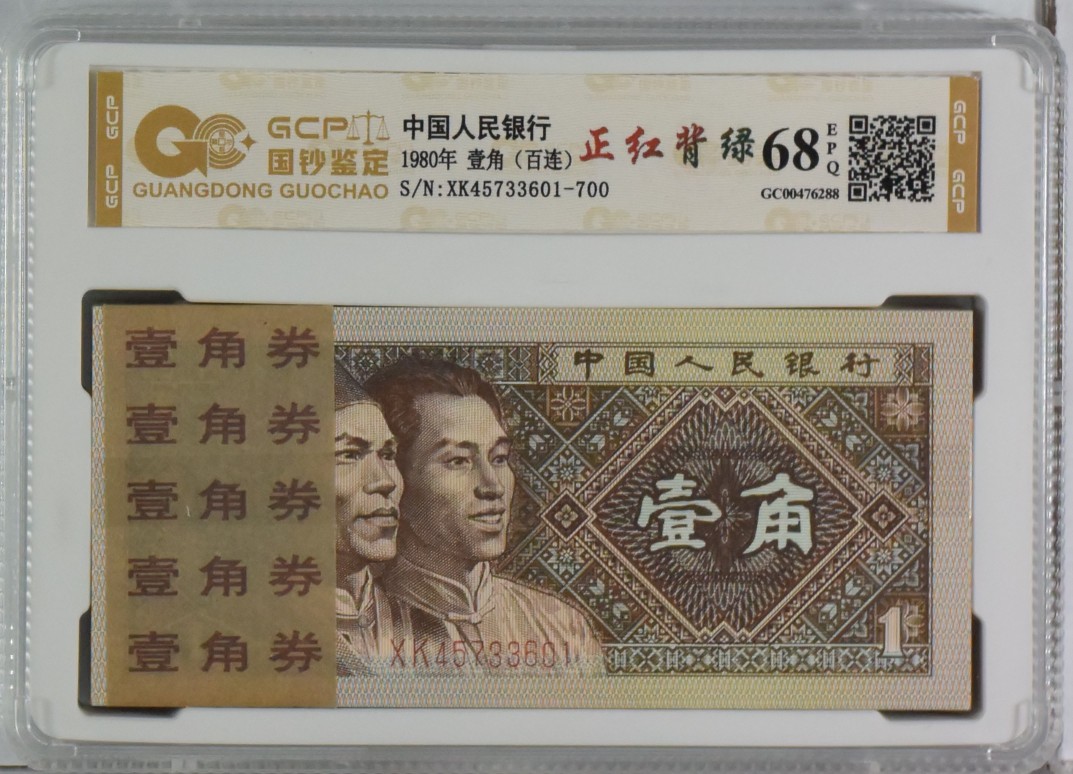 GCP
国钞鉴定
GUANGDONG GUOCHAO
中国人民银行
1980年 壹角（百连）
S/N:XK45733601-700
正红背绿
68
EPQ
GC00476288
GCP GCP
GCP GCP
中国人民银行
壹角券
壹角券
壹角券
壹角券
壹角券
壹角
XK45733601
1